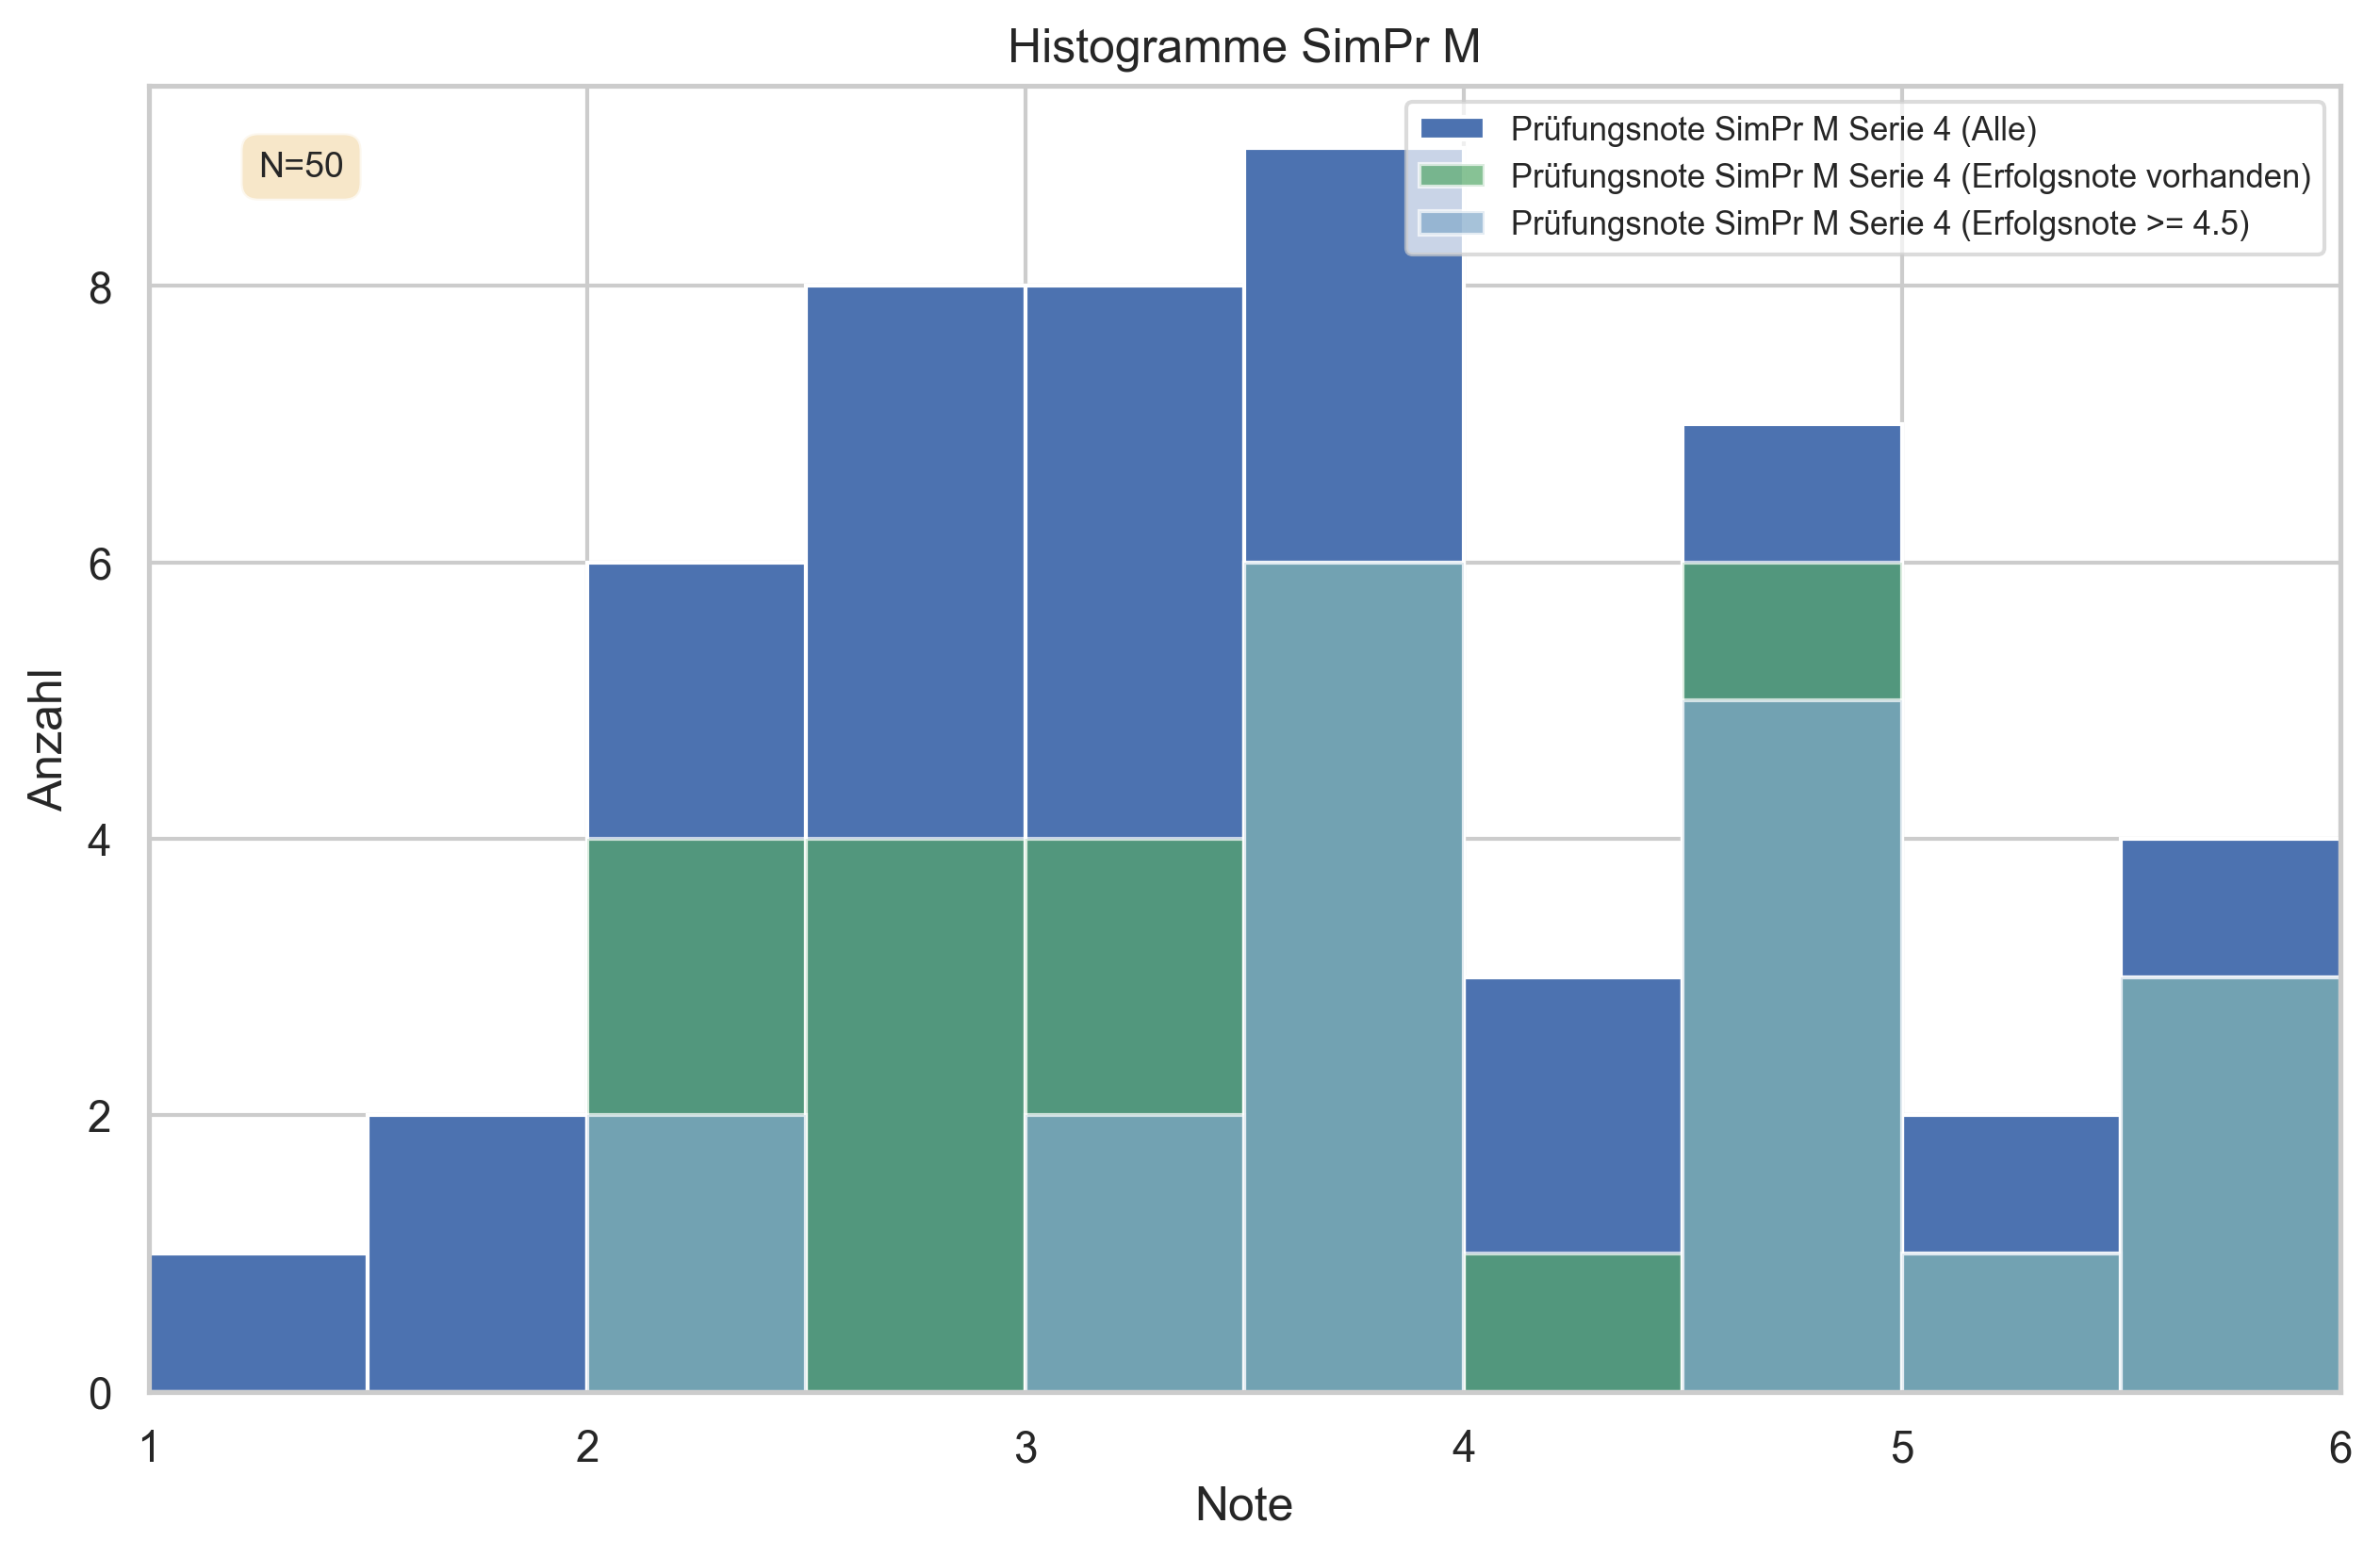 Histogramme SimPr M
N=50
Prüfungsnote SimPr M Serie 4 (Alle)
Prüfungsnote SimPr M Serie 4 (Erfolgsnote vorhanden)
Prüfungsnote SimPr M Serie 4 (Erfolgsnote >= 4.5)
Anzahl
8
6
4
2
0
1 2 3 4 5 6
Note